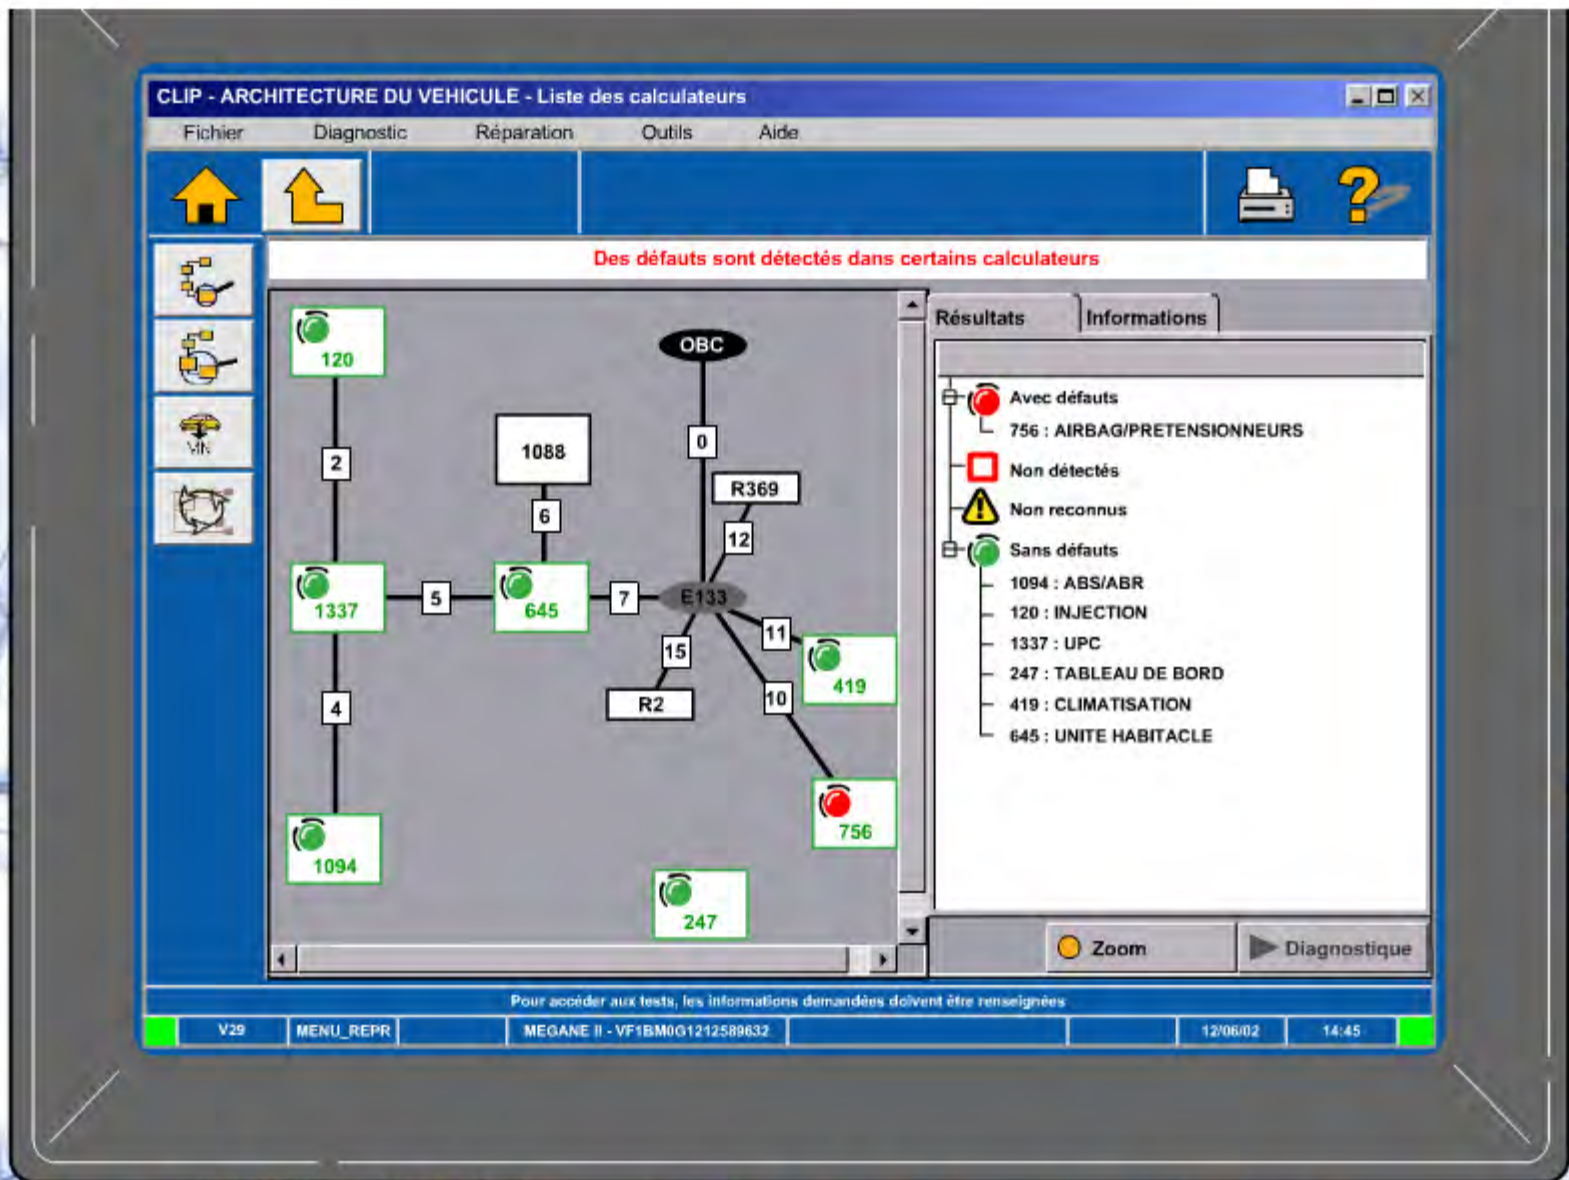 CLIP - ARCHITECTURE DU VEHICULE - Liste des calculateurs
Fichier Diagnostic Réparation Outils Aide
VIN
Des défauts sont détectés dans certains calculateurs
120
OBC
2
1088
0
6
R369
12
1337
5
645
7
E133
11
15
419
4
R2
10
756
1094
247
Résultats Informations
Avec défauts
756 : AIRBAG/PRETENSIONNEURS
Non détectés
Non reconnus
Sans défauts
1094 : ABS/ABR
120 : INJECTION
1337 : UPC
247 : TABLEAU DE BORD
419 : CLIMATISATION
645 : UNITE HABITACLE
Zoom Diagnostique
Pour accéder aux tests, les informations demandées doivent être renseignées
V29 MENU_REPR MEGANE II - VF1BM0G1212589632 12/06/02 14:45